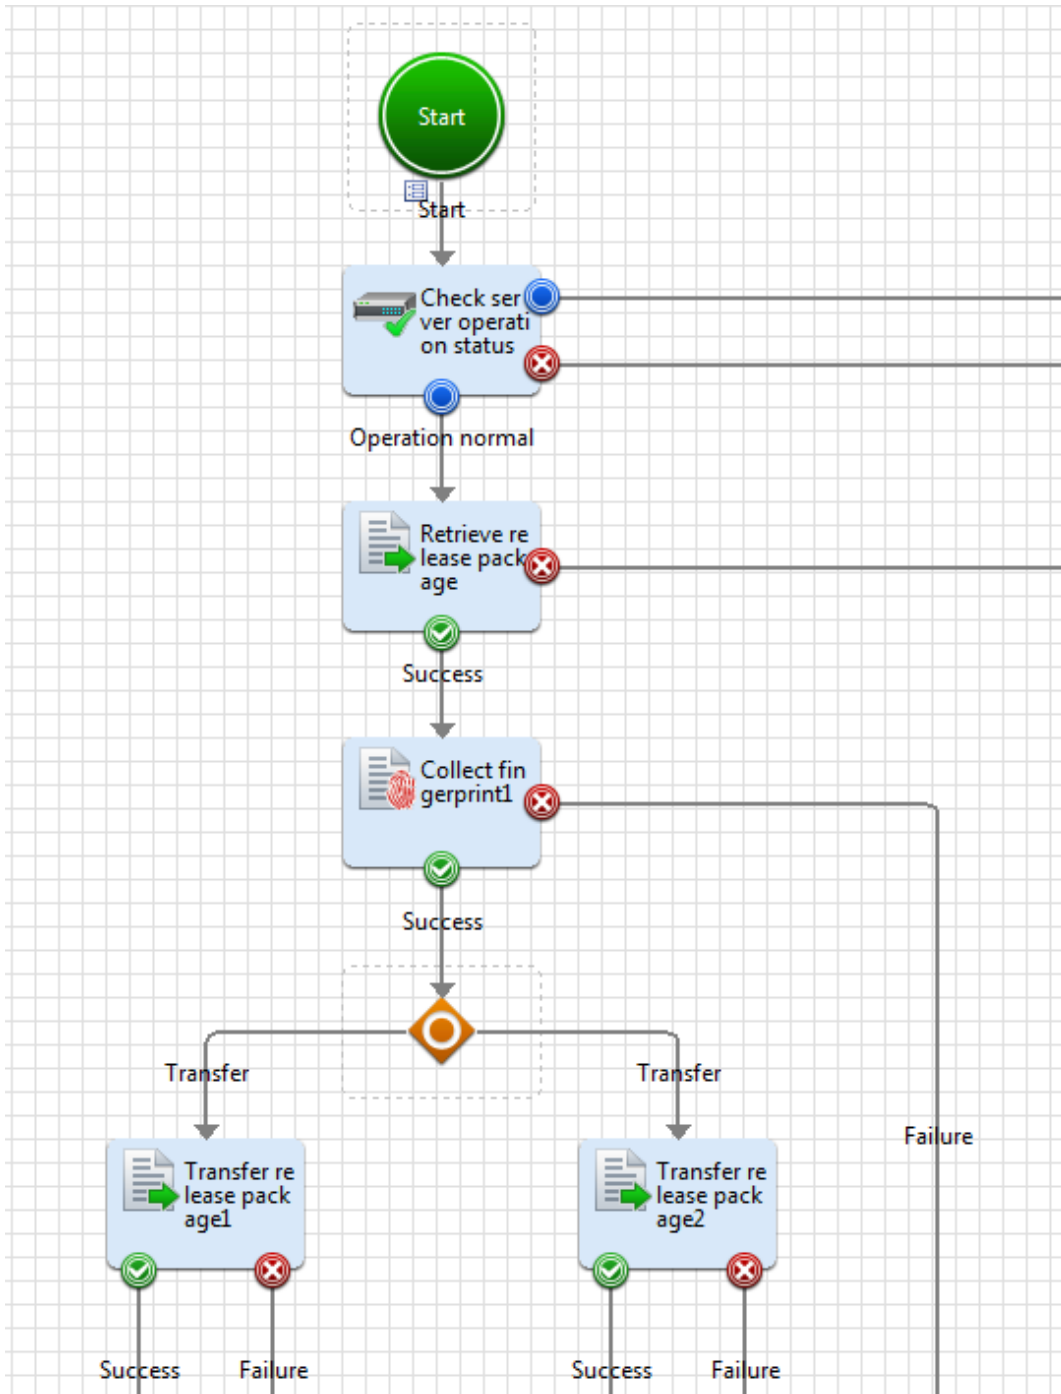 Start
Start
Check ser
ver operati
on status
Operation normal
Retrieve re
lease pack
age
Success
Collect fin
gerprint1
Success
Transfer
Transfer
Failure
Transfer re
lease pack
age1
Transfer re
lease pack
age2
Success
Failure
Success
Failure